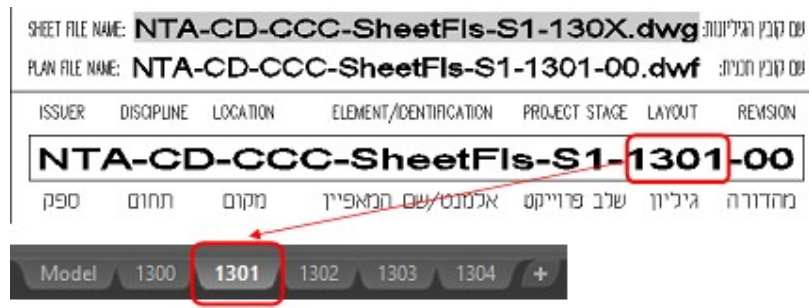 SHEET FILE NAME: NTA-CD-CCC-SheetFls-S1-130X.dwg שם קובץ הגיליונות:
PLAN FILE NAME: NTA-CD-CCC-SheetFls-S1-1301-00.dwf שם קובץ תכנית:
ISSUER DISCIPLINE LOCATION ELEMENT/IDENTIFICATION PROJECT STAGE LAYOUT REVISION
NTA-CD-CCC-SheetFls-S1-1301-00
ספק תחום מקום אלמנט/שם המאפיין שלב פרוייקט גיליון מהדורה
Model 1300 1301 1302 1303 1304 +